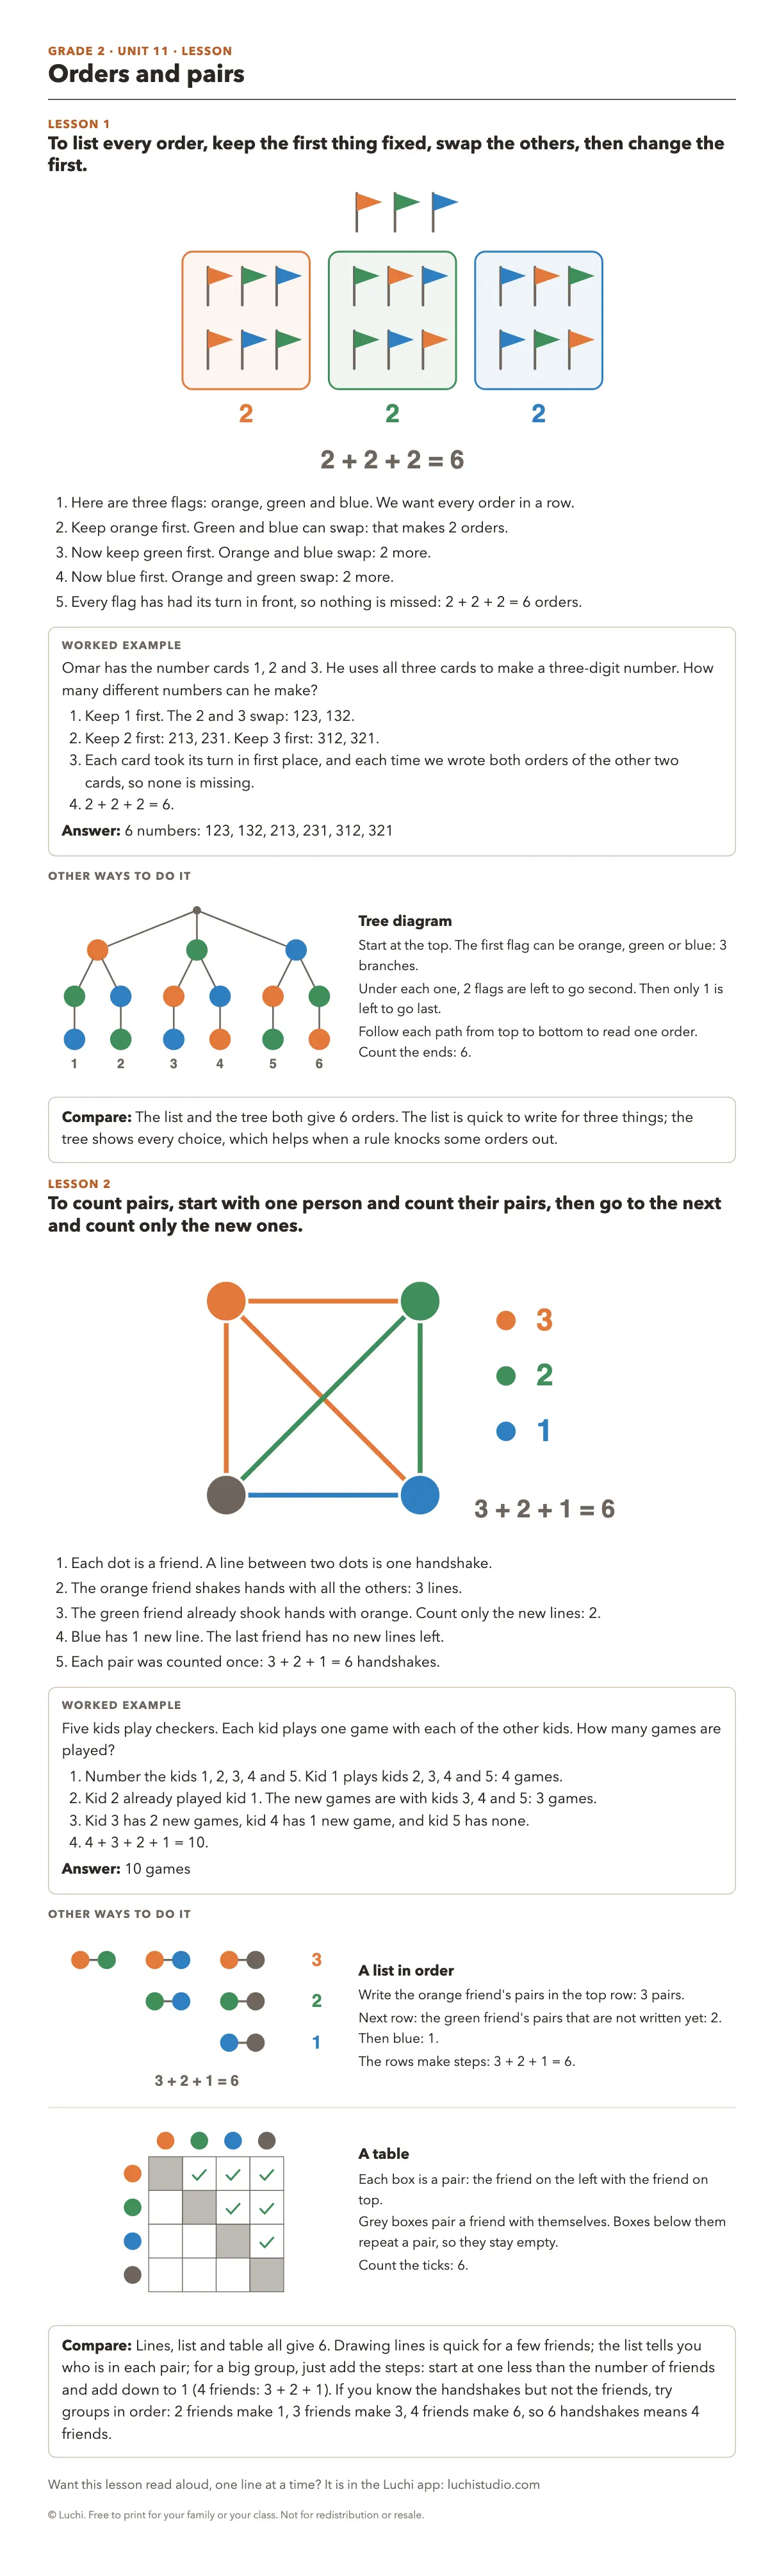 GRADE 2 · UNIT 11 · LESSON
Orders and pairs
LESSON 1
To list every order, keep the first thing fixed, swap the others, then change the
first.
2
2
2
2 + 2 + 2 = 6
1. Here are three flags: orange, green and blue. We want every order in a row.
2. Keep orange first. Green and blue can swap: that makes 2 orders.
3. Now keep green first. Orange and blue swap: 2 more.
4. Now blue first. Orange and green swap: 2 more.
5. Every flag has had its turn in front, so nothing is missed: 2 + 2 + 2 = 6 orders.
WORKED EXAMPLE
Omar has the number cards 1, 2 and 3. He uses all three cards to make a three-digit number. How
many different numbers can he make?
1. Keep 1 first. The 2 and 3 swap: 123, 132.
2. Keep 2 first: 213, 231. Keep 3 first: 312, 321.
3. Each card took its turn in first place, and each time we wrote both orders of the other two
cards, so none is missing.
4. 2 + 2 + 2 = 6.
Answer: 6 numbers: 123, 132, 213, 231, 312, 321
OTHER WAYS TO DO IT
1 2 3 4 5 6
Tree diagram
Start at the top. The first flag can be orange, green or blue: 3
branches.
Under each one, 2 flags are left to go second. Then only 1 is
left to go last.
Follow each path from top to bottom to read one order.
Count the ends: 6.
Compare: The list and the tree both give 6 orders. The list is quick to write for three things; the
tree shows every choice, which helps when a rule knocks some orders out.
LESSON 2
To count pairs, start with one person and count their pairs, then go to the next
and count only the new ones.
3
2
1
3 + 2 + 1 = 6
1. Each dot is a friend. A line between two dots is one handshake.
2. The orange friend shakes hands with all the others: 3 lines.
3. The green friend already shook hands with orange. Count only the new lines: 2.
4. Blue has 1 new line. The last friend has no new lines left.
5. Each pair was counted once: 3 + 2 + 1 = 6 handshakes.
WORKED EXAMPLE
Five kids play checkers. Each kid plays one game with each of the other kids. How many games are
played?
1. Number the kids 1, 2, 3, 4 and 5. Kid 1 plays kids 2, 3, 4 and 5: 4 games.
2. Kid 2 already played kid 1. The new games are with kids 3, 4 and 5: 3 games.
3. Kid 3 has 2 new games, kid 4 has 1 new game, and kid 5 has none.
4. 4 + 3 + 2 + 1 = 10.
Answer: 10 games
OTHER WAYS TO DO IT
3
2
1
3 + 2 + 1 = 6
A list in order
Write the orange friend's pairs in the top row: 3 pairs.
Next row: the green friend's pairs that are not written yet: 2.
Then blue: 1.
The rows make steps: 3 + 2 + 1 = 6.
A table
Each box is a pair: the friend on the left with the friend on
top.
Grey boxes pair a friend with themselves. Boxes below them
repeat a pair, so they stay empty.
Count the ticks: 6.
Compare: Lines, list and table all give 6. Drawing lines is quick for a few friends; the list tells you
who is in each pair; for a big group, just add the steps: start at one less than the number of friends
and add down to 1 (4 friends: 3 + 2 + 1). If you know the handshakes but not the friends, try
groups in order: 2 friends make 1, 3 friends make 3, 4 friends make 6, so 6 handshakes means 4
friends.
Want this lesson read aloud, one line at a time? It is in the Luchi app: luchistudio.com
© Luchi. Free to print for your family or your class. Not for redistribution or resale.